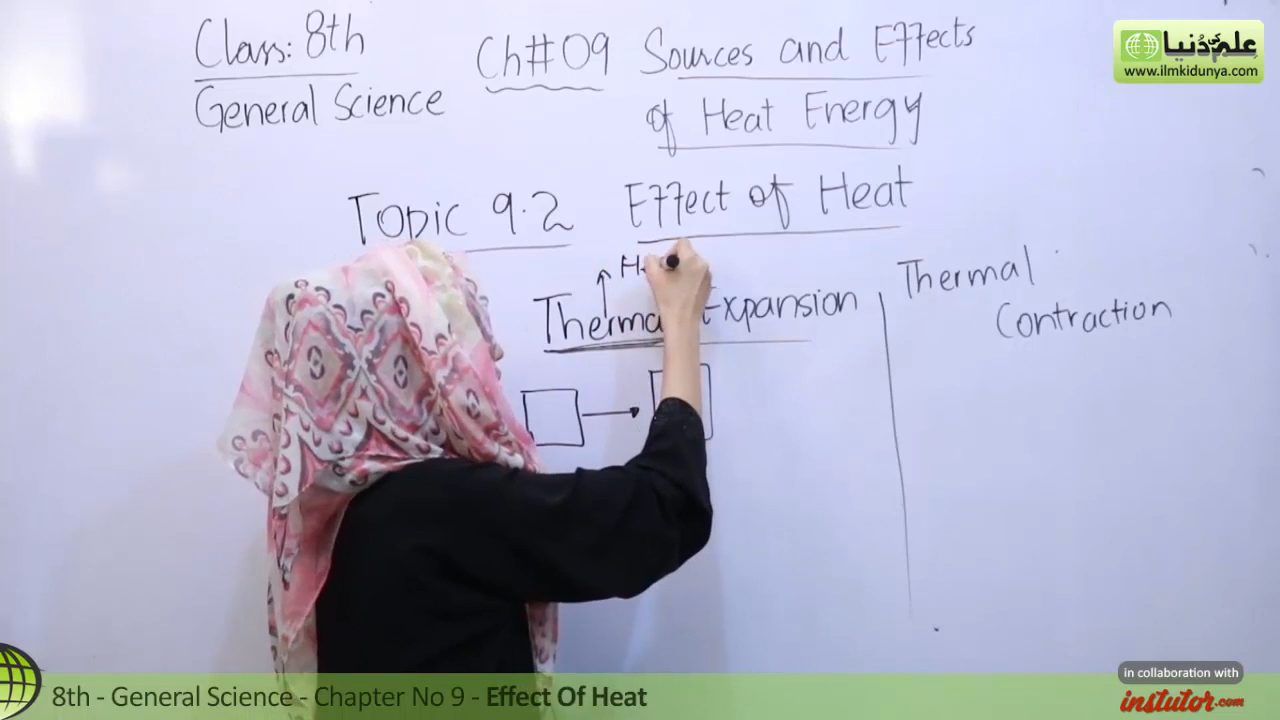 Class: 8th
General Science
Ch#09 Sources and Effects
of Heat Energy
Topic 9.2 Effect of Heat
Thermal Expansion
Thermal
Contraction
علم کی دنیا
www.ilmkidunya.com
8th - General Science - Chapter No 9 - Effect Of Heat
in collaboration with
instutor.com